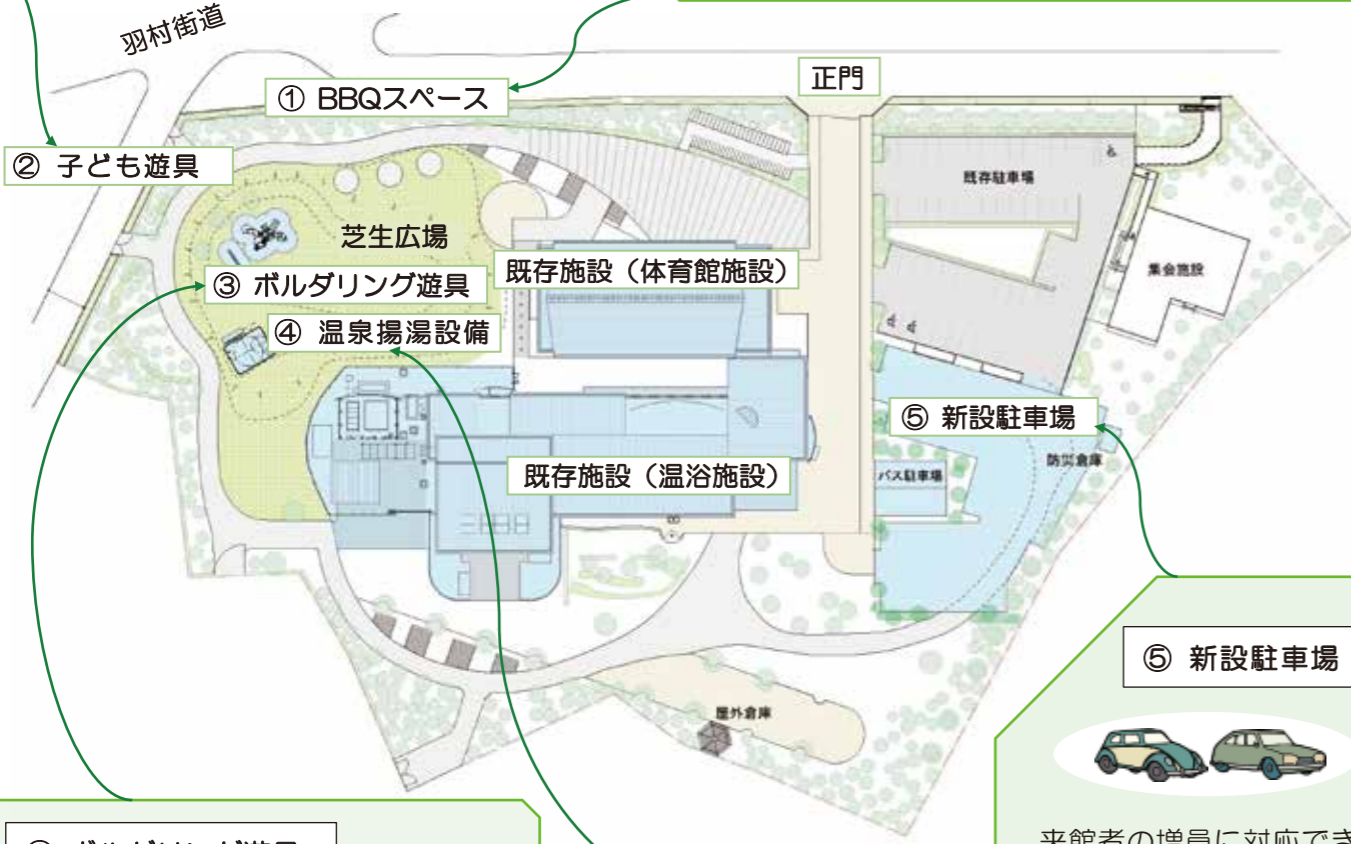 羽村街道
① BBQスペース
正門
② 子ども遊具
既存駐車場
芝生広場
既存施設（体育館施設）
集会施設
③ ボルダリング遊具
④ 温泉揚湯設備
⑤ 新設駐車場
防災倉庫
バス駐車場
既存施設（温浴施設）
⑤ 新設駐車場
屋外倉庫
来館者の増員に対応でき